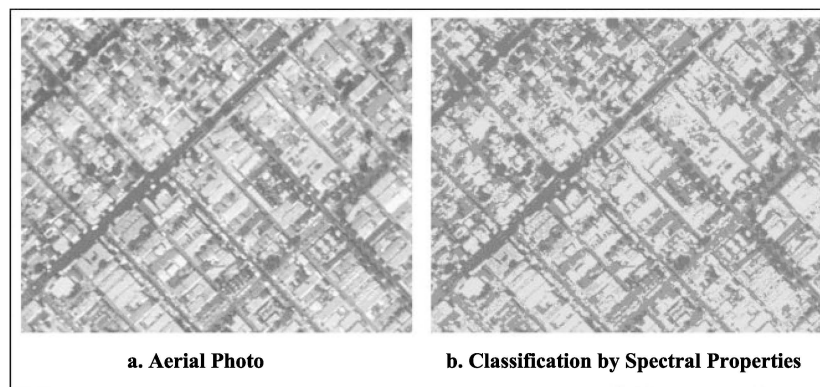 a. Aerial Photo
b. Classification by Spectral Properties